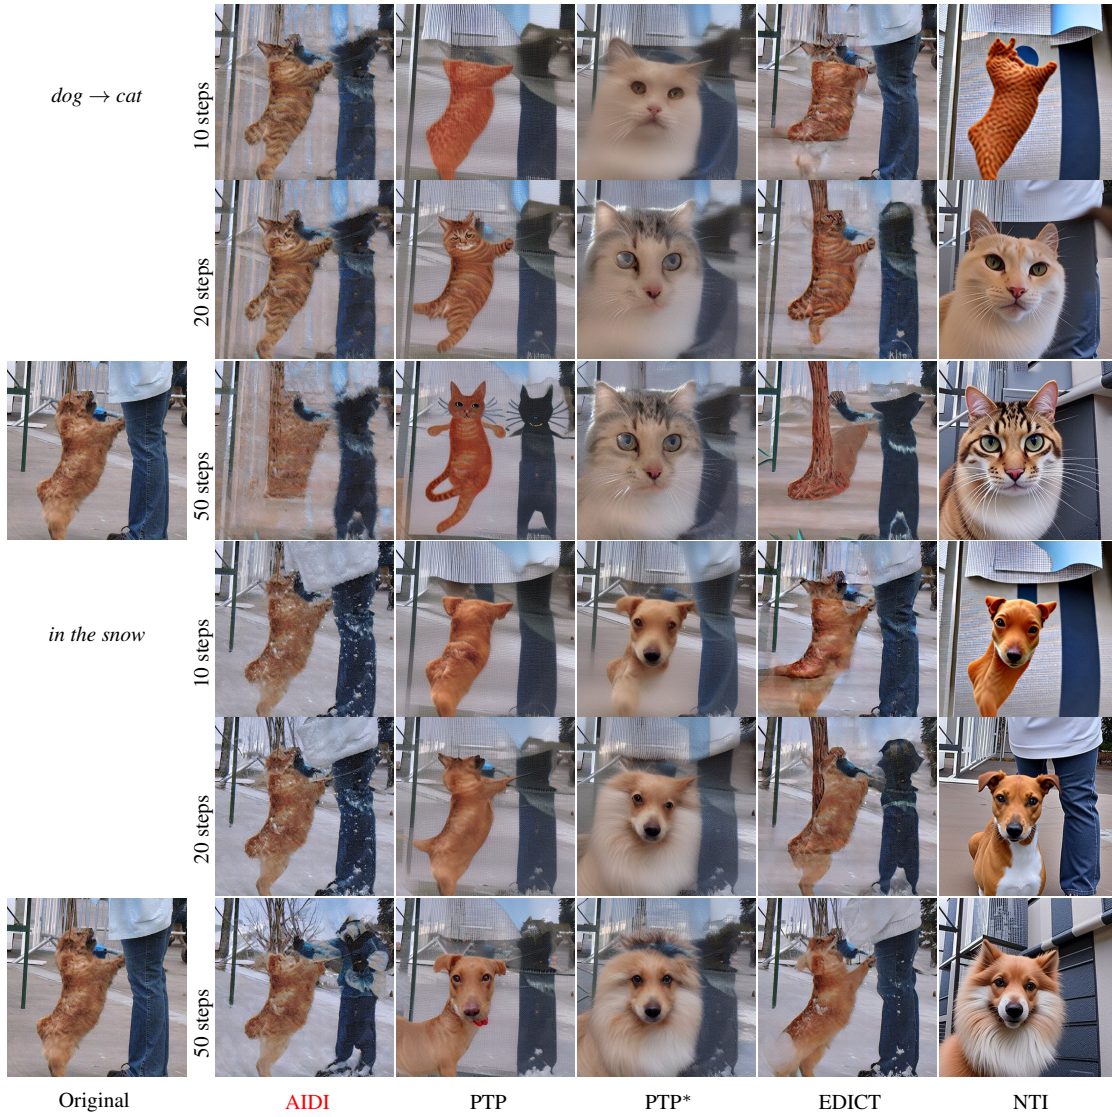 dog → cat
10 steps
20 steps
50 steps
in the snow
10 steps
20 steps
50 steps
Original
AIDI
PTP
PTP*
EDICT
NTI